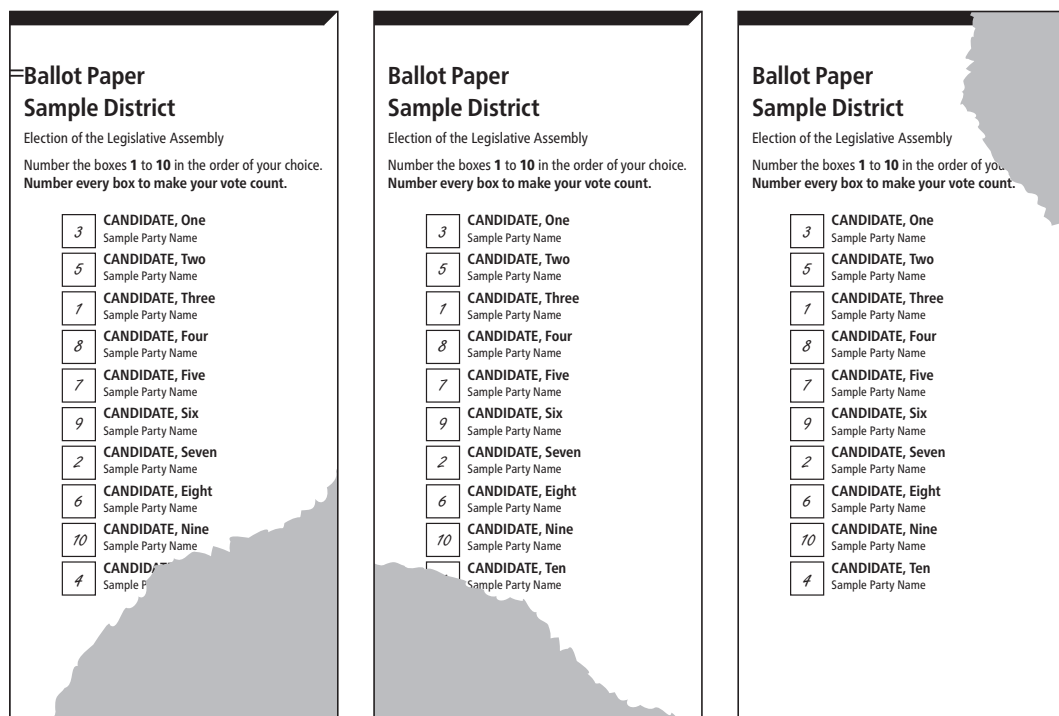 Ballot Paper
Sample District
Election of the Legislative Assembly
Number the boxes 1 to 10 in the order of your choice.
Number every box to make your vote count.
3 CANDIDATE, One
Sample Party Name
5 CANDIDATE, Two
Sample Party Name
1 CANDIDATE, Three
Sample Party Name
8 CANDIDATE, Four
Sample Party Name
7 CANDIDATE, Five
Sample Party Name
9 CANDIDATE, Six
Sample Party Name
2 CANDIDATE, Seven
Sample Party Name
6 CANDIDATE, Eight
Sample Party Name
10 CANDIDATE, Nine
Sample Party Name
4
Sample
Ballot Paper
Sample District
Election of the Legislative Assembly
Number the boxes 1 to 10 in the order of your choice.
Number every box to make your vote count.
3 CANDIDATE, One
Sample Party Name
5 CANDIDATE, Two
Sample Party Name
1 CANDIDATE, Three
Sample Party Name
8 CANDIDATE, Four
Sample Party Name
7 CANDIDATE, Five
Sample Party Name
9 CANDIDATE, Six
Sample Party Name
2 CANDIDATE, Seven
Sample Party Name
6 CANDIDATE, Eight
Sample Party Name
10 CANDIDATE, Nine
Sample Party Name
CANDIDATE, Ten
Sample Party Name
Ballot Paper
Sample District
Election of the Legislative Assembly
Number the boxes 1 to 10 in the order of
Number every box to make your vote count.
3 CANDIDATE, One
Sample Party Name
5 CANDIDATE, Two
Sample Party Name
1 CANDIDATE, Three
Sample Party Name
8 CANDIDATE, Four
Sample Party Name
7 CANDIDATE, Five
Sample Party Name
9 CANDIDATE, Six
Sample Party Name
2 CANDIDATE, Seven
Sample Party Name
6 CANDIDATE, Eight
Sample Party Name
10 CANDIDATE, Nine
Sample Party Name
4 CANDIDATE, Ten
Sample Party Name